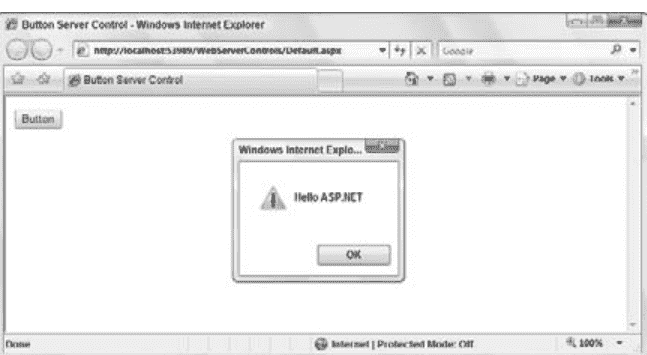 Button Server Control - Windows Internet Explorer
http://localhost:53989/WebServerControls/Default.aspx
Google
Button Server Control
Page
Tools
Button
Windows Internet Explo...
Hello ASP.NET
OK
Done
Internet | Protected Mode: Off
100%